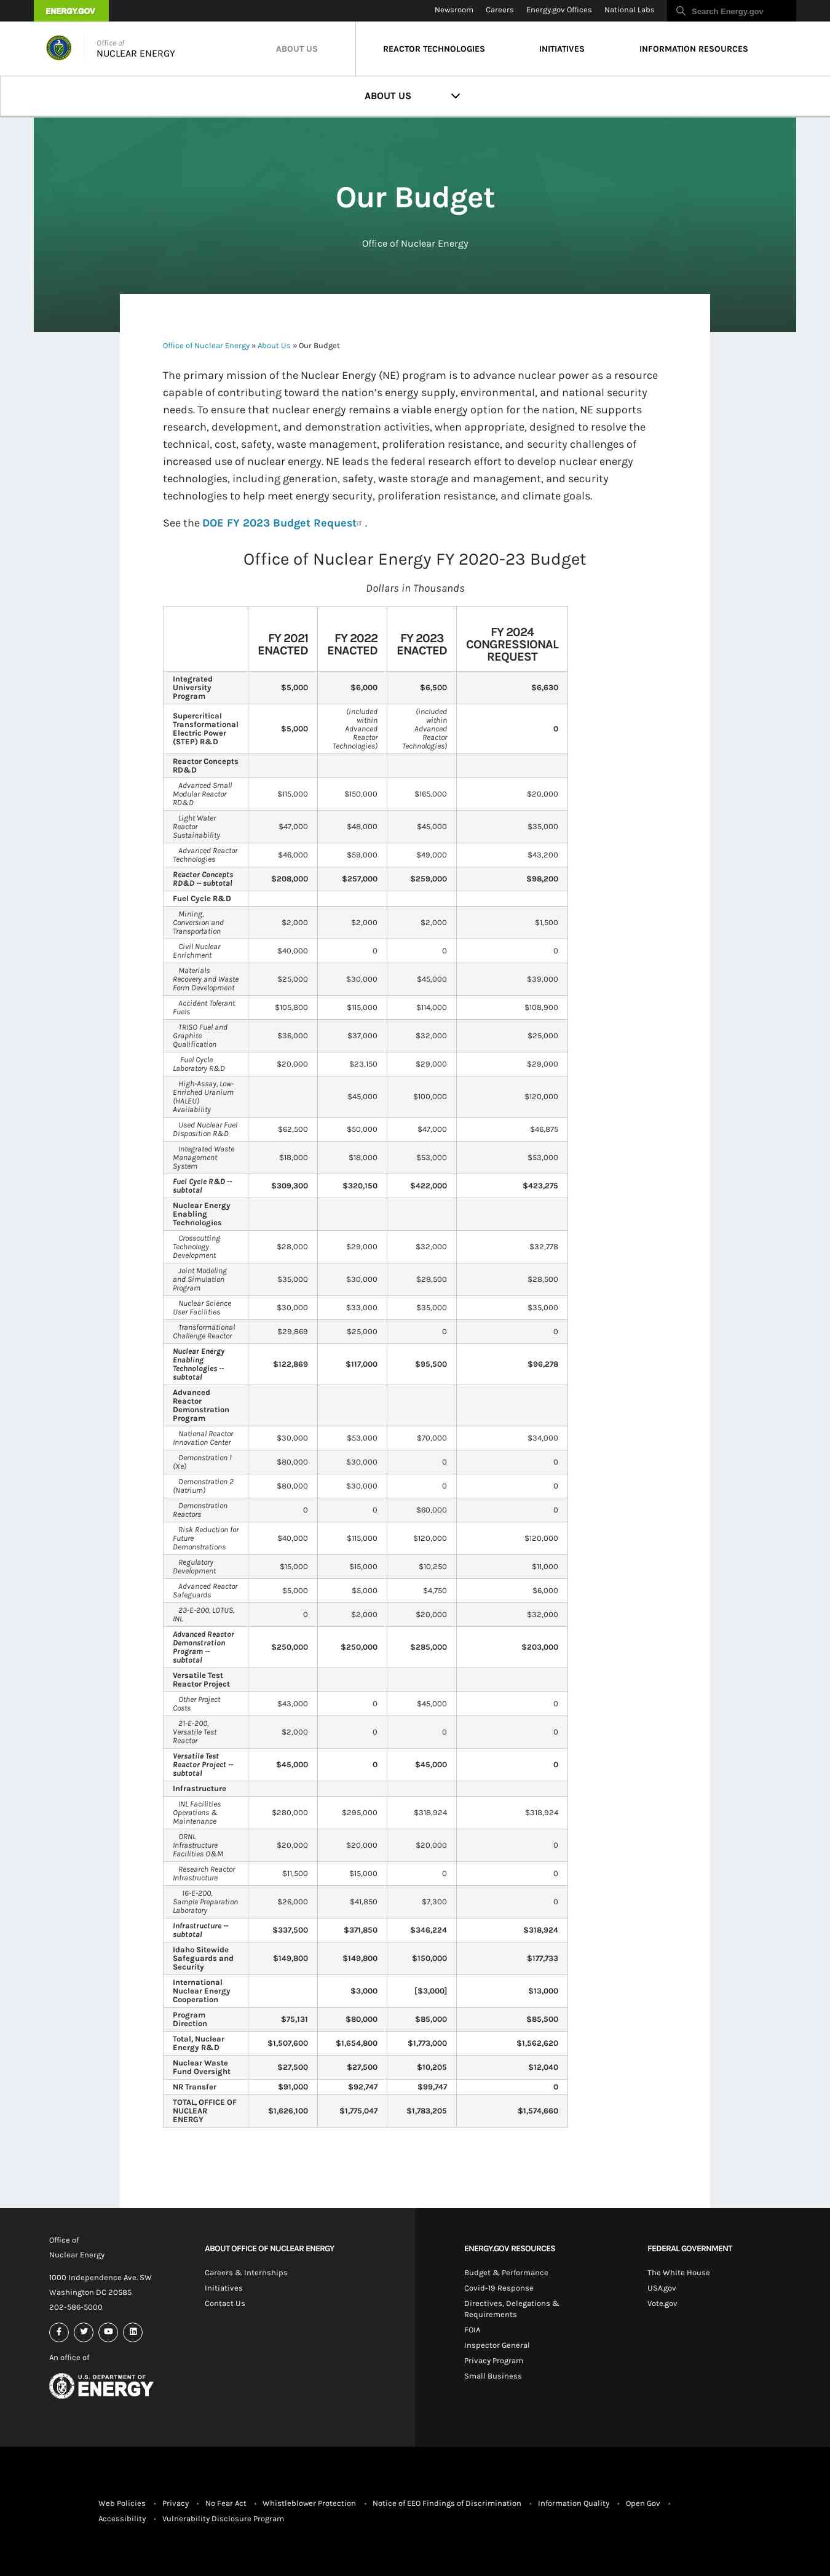 ENERGY.GOV
Newsroom Careers Energy.gov Offices National Labs Search Energy.gov
Office of
NUCLEAR ENERGY
ABOUT US REACTOR TECHNOLOGIES INITIATIVES INFORMATION RESOURCES
ABOUT US
Our Budget
Office of Nuclear Energy
Office of Nuclear Energy » About Us » Our Budget
The primary mission of the Nuclear Energy (NE) program is to advance nuclear power as a resource
capable of contributing toward the nation's energy supply, environmental, and national security
needs. To ensure that nuclear energy remains a viable energy option for the nation, NE supports
research, development, and demonstration activities, when appropriate, designed to resolve the
technical, cost, safety, waste management, proliferation resistance, and security challenges of
increased use of nuclear energy. NE leads the federal research effort to develop nuclear energy
technologies, including generation, safety, waste storage and management, and security
technologies to help meet energy security, proliferation resistance, and climate goals.
See the DOE FY 2023 Budget Request .
Office of Nuclear Energy FY 2020-23 Budget
Dollars in Thousands
FY 2021 ENACTED FY 2022 ENACTED FY 2023 ENACTED FY 2024 CONGRESSIONAL REQUEST
Integrated University Program $5,000 $6,000 $6,500 $6,630
Supercritical Transformational Electric Power (STEP) R&D $5,000 (included within Advanced Reactor Technologies) (included within Advanced Reactor Technologies) 0
Reactor Concepts RD&D
Advanced Small Modular Reactor RD&D $115,000 $150,000 $165,000 $20,000
Light Water Reactor Sustainability $47,000 $48,000 $45,000 $35,000
Advanced Reactor Technologies $46,000 $59,000 $49,000 $43,200
Reactor Concepts RD&D -- subtotal $208,000 $257,000 $259,000 $98,200
Fuel Cycle R&D
Mining, Conversion and Transportation $2,000 $2,000 $2,000 $1,500
Civil Nuclear Enrichment $40,000 0 0 0
Materials Recovery and Waste Form Development $25,000 $30,000 $45,000 $39,000
Accident Tolerant Fuels $105,800 $115,000 $114,000 $108,900
TRISO Fuel and Graphite Qualification $36,000 $37,000 $32,000 $25,000
Fuel Cycle Laboratory R&D $20,000 $23,150 $29,000 $29,000
High-Assay, Low-Enriched Uranium (HALEU) Availability $45,000 $100,000 $120,000
Used Nuclear Fuel Disposition R&D $62,500 $50,000 $47,000 $46,875
Integrated Waste Management System $18,000 $18,000 $53,000 $53,000
Fuel Cycle R&D -- subtotal $309,300 $320,150 $422,000 $423,275
Nuclear Energy Enabling Technologies
Crosscutting Technology Development $28,000 $29,000 $32,000 $32,778
Joint Modeling and Simulation Program $35,000 $30,000 $28,500 $28,500
Nuclear Science User Facilities $30,000 $33,000 $35,000 $35,000
Transformational Challenge Reactor $29,869 $25,000 0 0
Nuclear Energy Enabling Technologies -- subtotal $122,869 $117,000 $95,500 $96,278
Advanced Reactor Demonstration Program
National Reactor Innovation Center $30,000 $53,000 $70,000 $34,000
Demonstration 1 (Xe) $80,000 $30,000 0 0
Demonstration 2 (Natrium) $80,000 $30,000 0 0
Demonstration Reactors 0 0 $60,000 0
Risk Reduction for Future Demonstrations $40,000 $115,000 $120,000 $120,000
Regulatory Development $15,000 $15,000 $10,250 $11,000
Advanced Reactor Safeguards $5,000 $5,000 $4,750 $6,000
23-E-200, LOTUS, INL 0 $2,000 $20,000 $32,000
Advanced Reactor Demonstration Program -- subtotal $250,000 $250,000 $285,000 $203,000
Versatile Test Reactor Project
Other Project Costs $43,000 0 $45,000 0
21-E-200, Versatile Test Reactor $2,000 0 0 0
Versatile Test Reactor Project -- subtotal $45,000 0 $45,000 0
Infrastructure
INL Facilities Operations & Maintenance $280,000 $295,000 $318,924 $318,924
ORNL Infrastructure Facilities O&M $20,000 $20,000 $20,000 0
Research Reactor Infrastructure $11,500 $15,000 0 0
16-E-200, Sample Preparation Laboratory $26,000 $41,850 $7,300 0
Infrastructure -- subtotal $337,500 $371,850 $346,224 $318,924
Idaho Sitewide Safeguards and Security $149,800 $149,800 $150,000 $177,733
International Nuclear Energy Cooperation $3,000 [$3,000] $13,000
Program Direction $75,131 $80,000 $85,000 $85,500
Total, Nuclear Energy R&D $1,507,600 $1,654,800 $1,773,000 $1,562,620
Nuclear Waste Fund Oversight $27,500 $27,500 $10,205 $12,040
NR Transfer $91,000 $92,747 $99,747 0
TOTAL, OFFICE OF NUCLEAR ENERGY $1,626,100 $1,775,047 $1,783,205 $1,574,660
Office of
Nuclear Energy
1000 Independence Ave. SW
Washington DC 20585
202-586-5000
An office of
U.S. DEPARTMENT OF
ENERGY
ABOUT OFFICE OF NUCLEAR ENERGY
Careers & Internships
Initiatives
Contact Us
ENERGY.GOV RESOURCES
Budget & Performance
Covid-19 Response
Directives, Delegations &
Requirements
FOIA
Inspector General
Privacy Program
Small Business
FEDERAL GOVERNMENT
The White House
USA.gov
Vote.gov
Web Policies • Privacy • No Fear Act • Whistleblower Protection • Notice of EEO Findings of Discrimination • Information Quality • Open Gov •
Accessibility • Vulnerability Disclosure Program